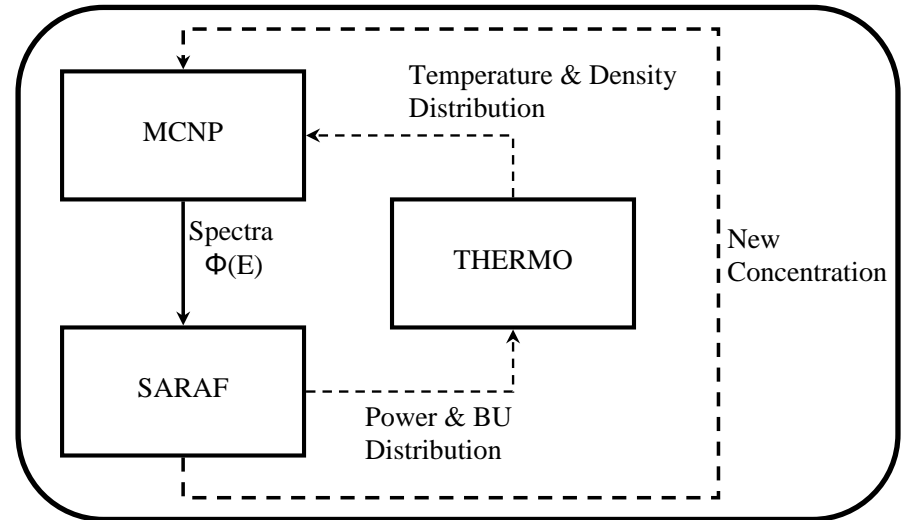 Temperature & Density
Distribution
MCNP
Spectra
Φ(E)
THERMO
New
Concentration
SARAF
Power & BU
Distribution